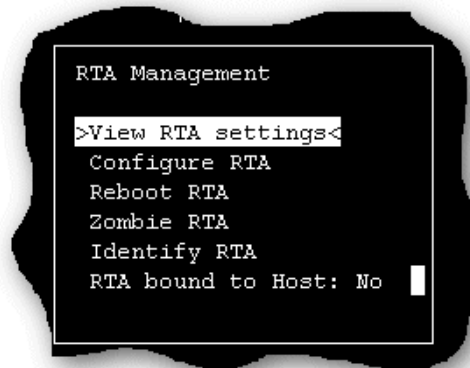 RTA Management
>View RTA settings<
Configure RTA
Reboot RTA
Zombie RTA
Identify RTA
RTA bound to Host: No